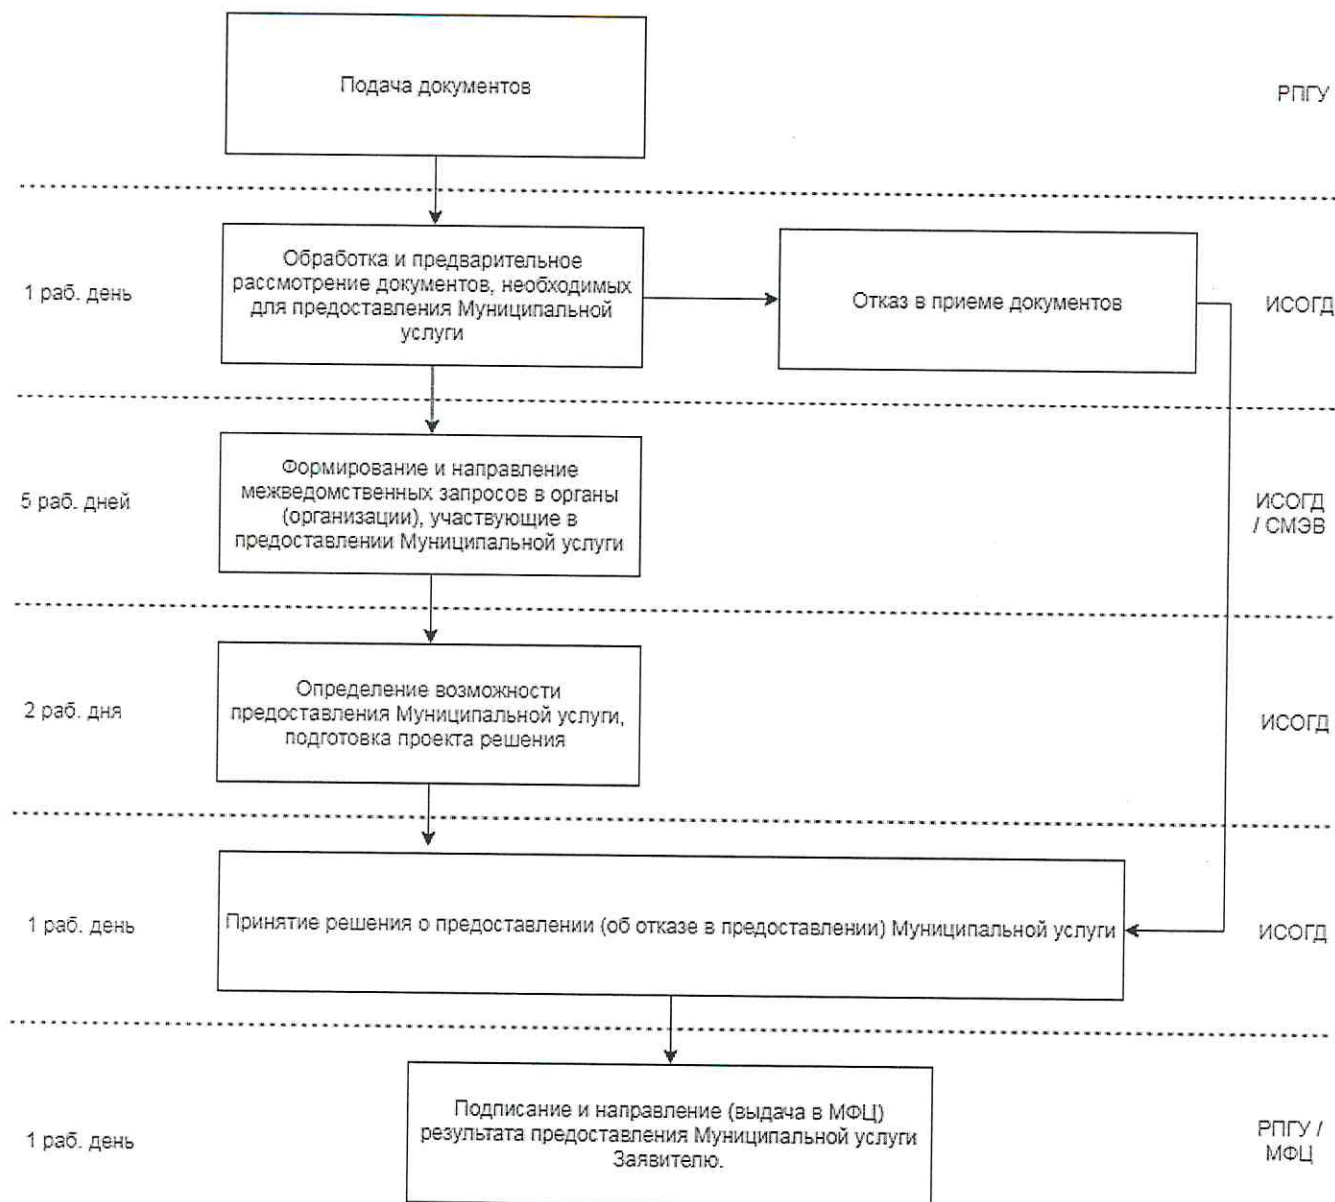 Подача документов
РПГУ
1 раб. день
Обработка и предварительное
рассмотрение документов, необходимых
для предоставления Муниципальной
услуги
Отказ в приеме документов
ИСОГД
5 раб. дней
Формирование и направление
межведомственных запросов в органы
(организации), участвующие в
предоставлении Муниципальной услуги
ИСОГД
/ СМЭВ
2 раб. дня
Определение возможности
предоставления Муниципальной услуги,
подготовка проекта решения
ИСОГД
1 раб. день
Принятие решения о предоставлении (об отказе в предоставлении) Муниципальной услуги
ИСОГД
1 раб. день
Подписание и направление (выдача в МФЦ)
результата предоставления Муниципальной услуги
Заявителю.
РПГУ /
МФЦ